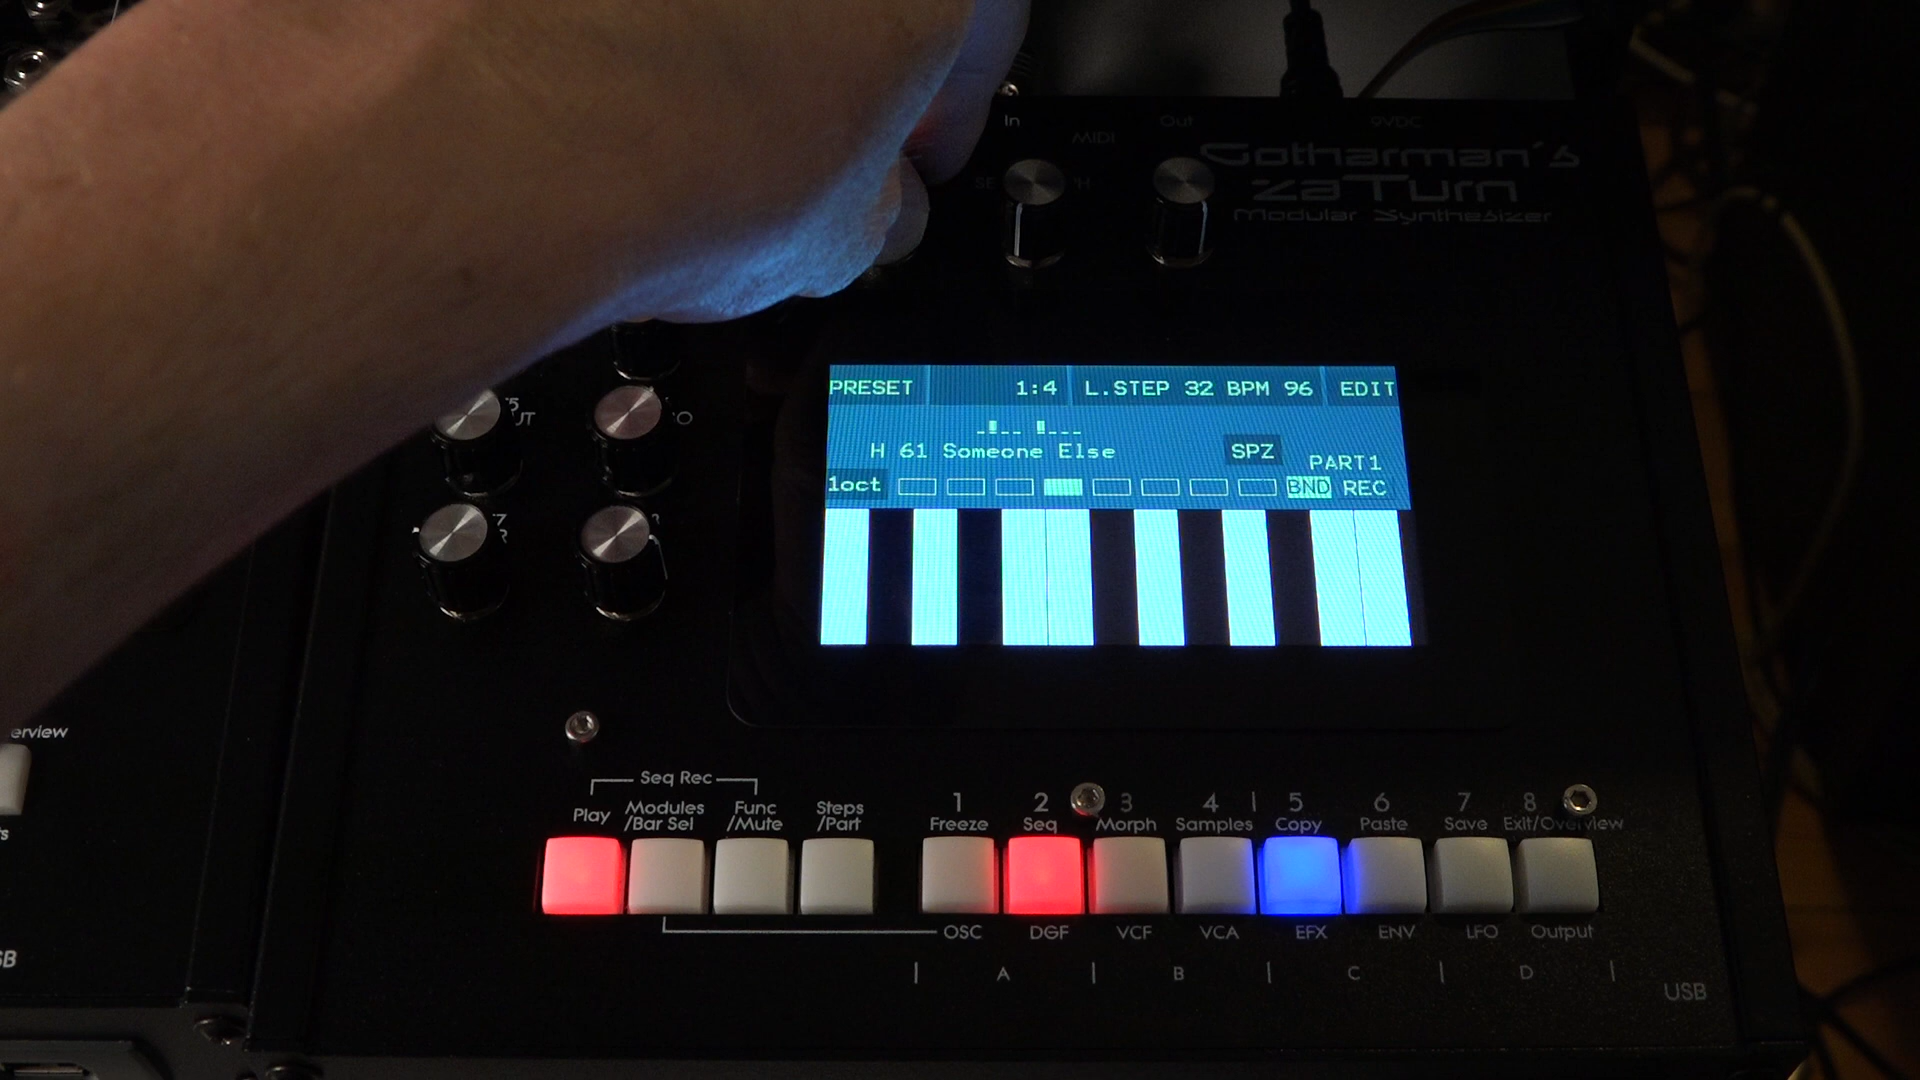 In
Out
9VDC
MIDI
Gotharman's
zaTurn
Modular Synthesizer
PRESET 1:4 L.STEP 32 BPM 96 EDIT
H 61 Someone Else SPZ PART1
1oct BND REC
erview
Seq Rec
Play Modules /Bar Sel Func /Mute Steps /Part
1 2 3 4 5 6 7 8
Freeze Seq Morph Samples Copy Paste Save Exit/Overview
OSC DGF VCF VCA EFX ENV LFO Output
A B C D
USB